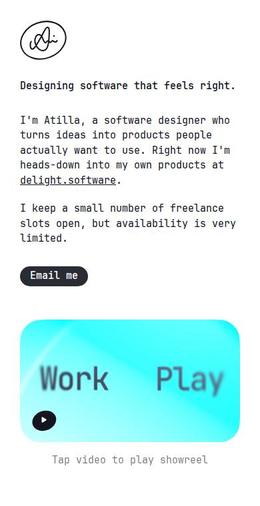 Designing software that feels right.
I'm Atilla, a software designer who
turns ideas into products people
actually want to use. Right now I'm
heads-down into my own products at
delight.software.
I keep a small number of freelance
slots open, but availability is very
limited.
Email me
Work Play
Tap video to play showreel